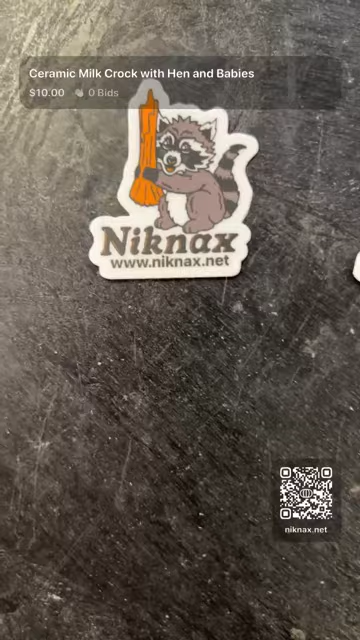 Ceramic Milk Crock with Hen and Babies
$10.00 0 Bids
Niknax
www.niknax.net
niknax.net